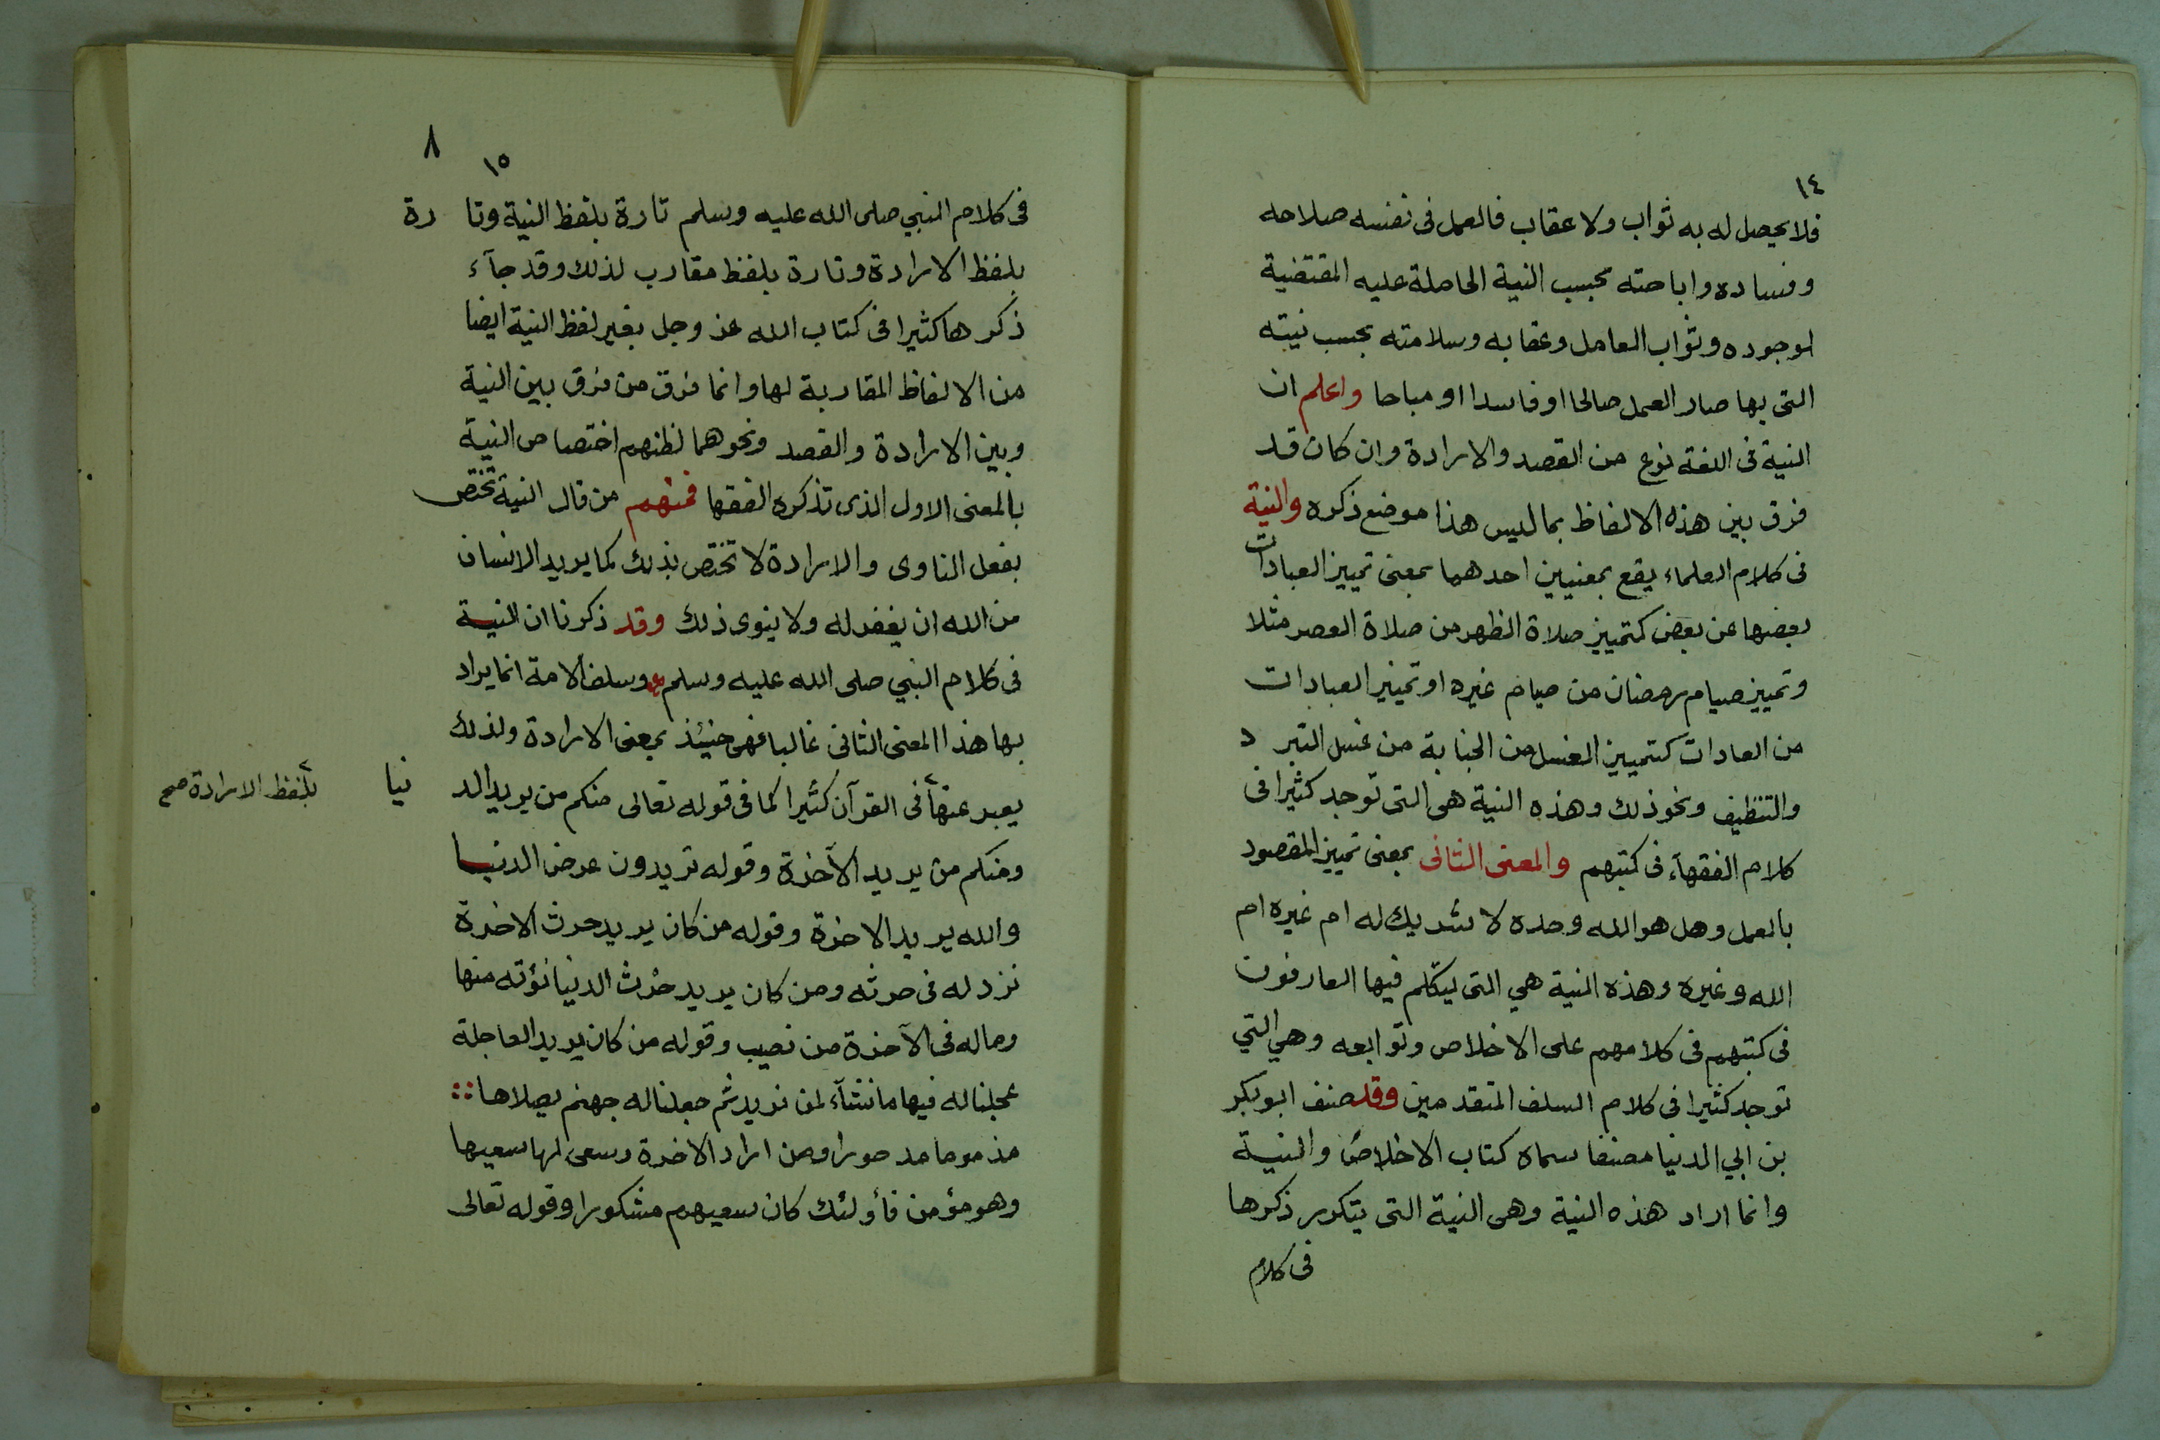 ١٤
فلا يحصل له به ثواب ولا عقاب فالعمل فى نفسه صلاحه
وفساده واباحته بحسب النية الحاملة عليه المقتضية
لوجوده وثواب العامل وعقابه وسلامته بحسب نيته
التى بها صار العمل صالحا او فاسدا او مباحا واعلم ان
النية فى اللغة نوع من القصد والارادة وان كان قد
فرق بين هذه الالفاظ بما ليس هذا موضع ذكره والنية
فى كلام العلماء يقع بمعنيين احدهما بمعنى تمييز العبادات
بعضها عن بعض كتمييز صلاة الظهر من صلاة العصر مثلا
وتمييز صيام رمضان من صيام غيره او تمييز العبادات
من العادات كتمييز الغسل من الجنابة من غسل التبرد
والتنظيف ونحو ذلك وهذه النية هى التى توجد كثيرا فى
كلام الفقهآء فى كتبهم والمعنى الثانى بمعنى تمييز المقصود
بالعمل وهل هو الله وحده لا شريك له ام غيره ام
الله وغيره وهذه النية هي التى يتكلم فيها العارفون
فى كتبهم فى كلامهم على الاخلاص وتوابعه وهي التي
توجد كثيرا فى كلام السلف المتقدمين وقد صنف ابو بكر
بن ابي الدنيا مصنفا سماه كتاب الاخلاص والنية
وانما اراد هذه النية وهى النية التى يتكرر ذكرها
فى كلام
٨
١٥
فى كلام النبي صلى الله عليه وسلم تارة بلفظ النية وتا رة
بلفظ الارادة وتارة بلفظ مقارب لذلك وقد جآء
ذكرها كثيرا فى كتاب الله عز وجل بغير لفظ النية ايضا
من الالفاظ المقاربة لها وانما فرق من فرق بين النية
وبين الارادة والقصد ونحوهما لظنهم اختصاص النية
بالمعنى الاول الذى تذكره الفقها فمنهم من قال النية تختص
بفعل الناوى والارادة لا تختص بذلك كما يريد الانسان
من الله ان يغفر له ولا ينوى ذلك وقد ذكرنا ان النية
فى كلام النبي صلى الله عليه وسلم وسلف الامة انما يراد
بها هذا المعنى الثانى غالبا فهى حينئذ بمعنى الارادة ولذلك
يعبر عنها فى القرآن كثيرا كما فى قوله تعالى منكم من يريد الد نيا
بلفظ الارادة صح
ومنكم من يريد الآخرة وقوله تريدون عرض الدنيا
والله يريد الاخرة وقوله من كان يريد حرث الاخرة
نزد له فى حرثه ومن كان يريد حرث الدنيا نؤته منها
وماله فى الآخرة من نصيب وقوله من كان يريد العاجلة
عجلنا له فيها ما نشآء لمن نريد ثم جعلنا له جهنم يصلاها
مذموما مدحورا ومن اراد الاخرة وسعى لها سعيها
وهو مؤمن فأولئك كان سعيهم مشكورا وقوله تعالى